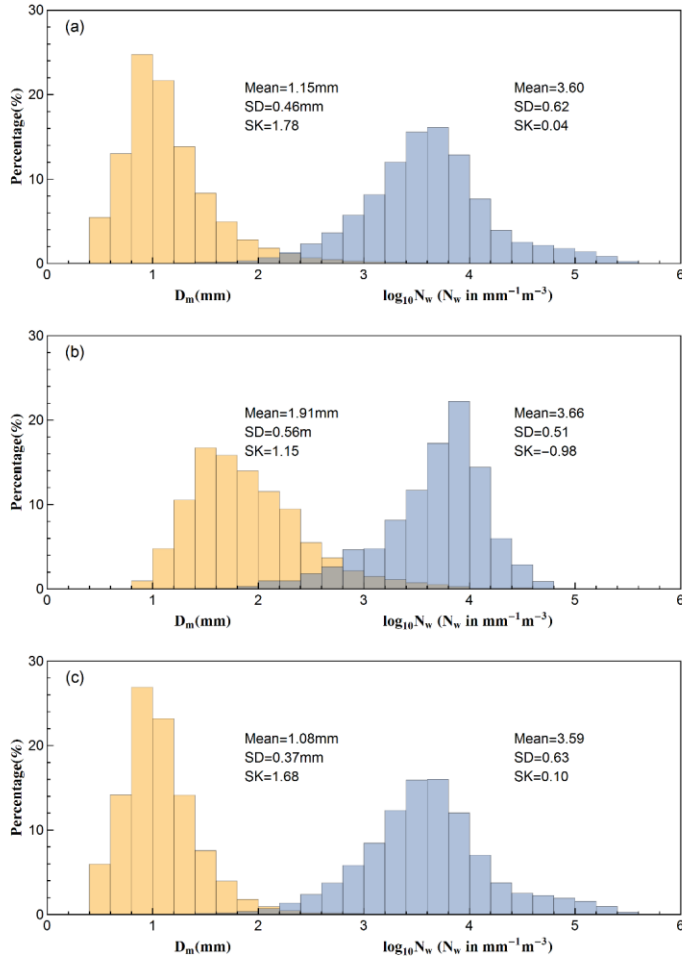 30
(a)
Mean=1.15mm
Mean=3.60
SD=0.46mm
SD=0.62
20
SK=1.78
SK=0.04
Percentage(%)
10
0
0 1 2 3 4 5 6
Dm(mm)
log10Nw (Nw in mm−1m−3)
30
(b)
Mean=1.91mm
Mean=3.66
SD=0.56m
SD=0.51
20
SK=1.15
SK=−0.98
Percentage(%)
10
0
0 1 2 3 4 5 6
Dm(mm)
log10Nw (Nw in mm−1m−3)
30
(c)
Mean=1.08mm
Mean=3.59
SD=0.37mm
SD=0.63
20
SK=1.68
SK=0.10
Percentage(%)
10
0
0 1 2 3 4 5 6
Dm(mm)
log10Nw (Nw in mm−1m−3)